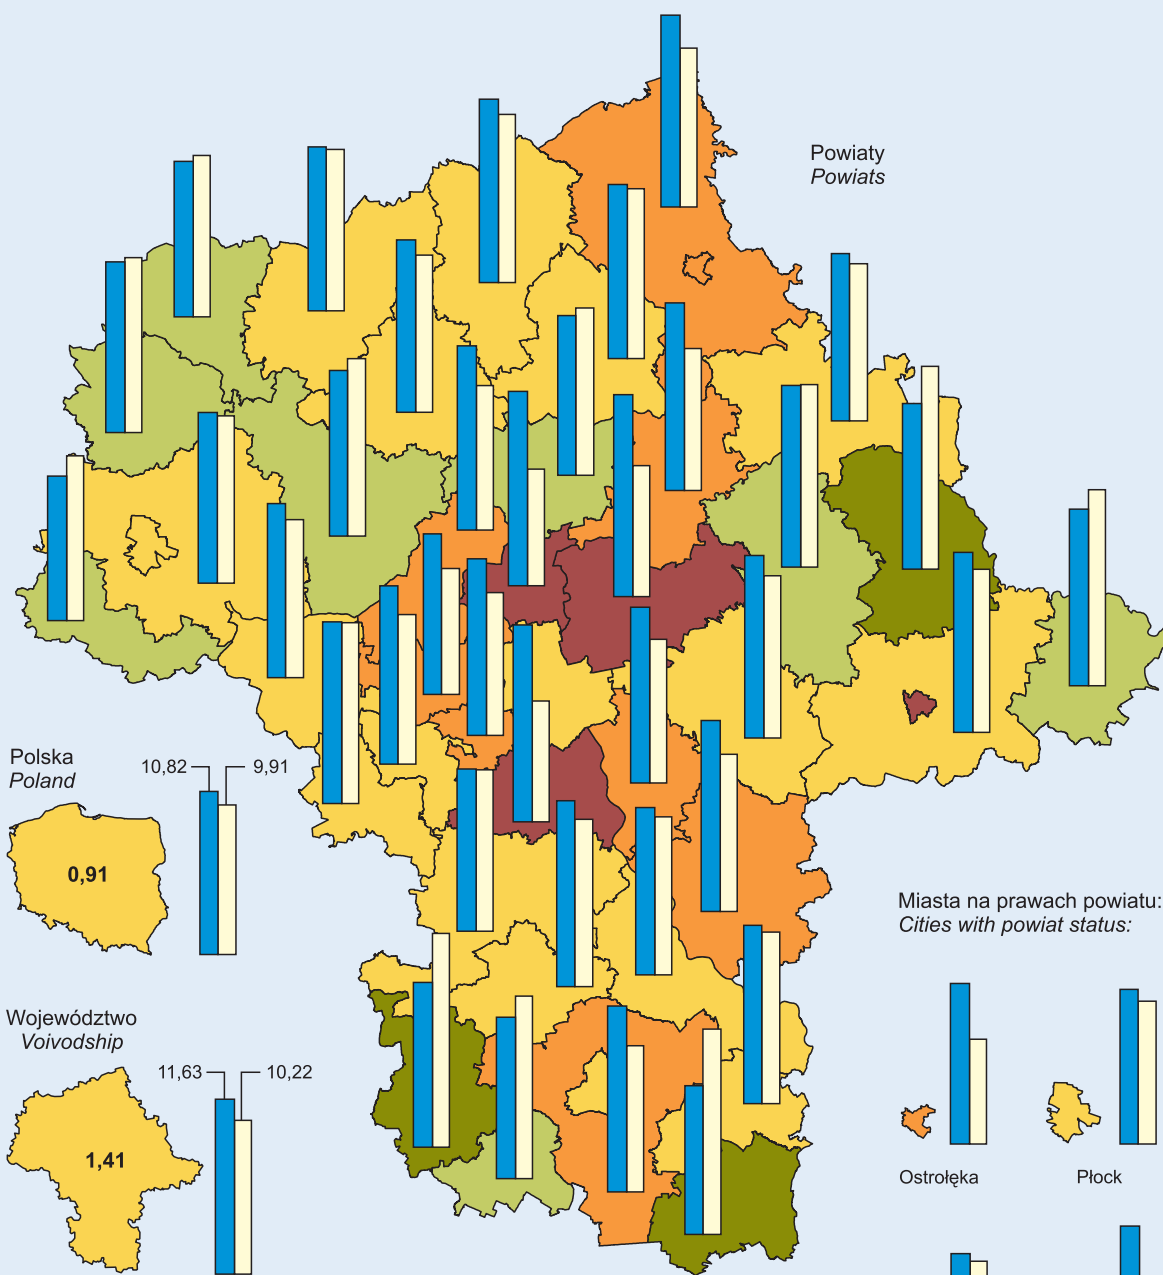 Powiaty
Powiats
Polska
Poland
10,82
9,91
0,91
Województwo
Voivodship
11,63
10,22
1,41
Miasta na prawach powiatu:
Cities with powiat status:
Ostrołęka
Płock